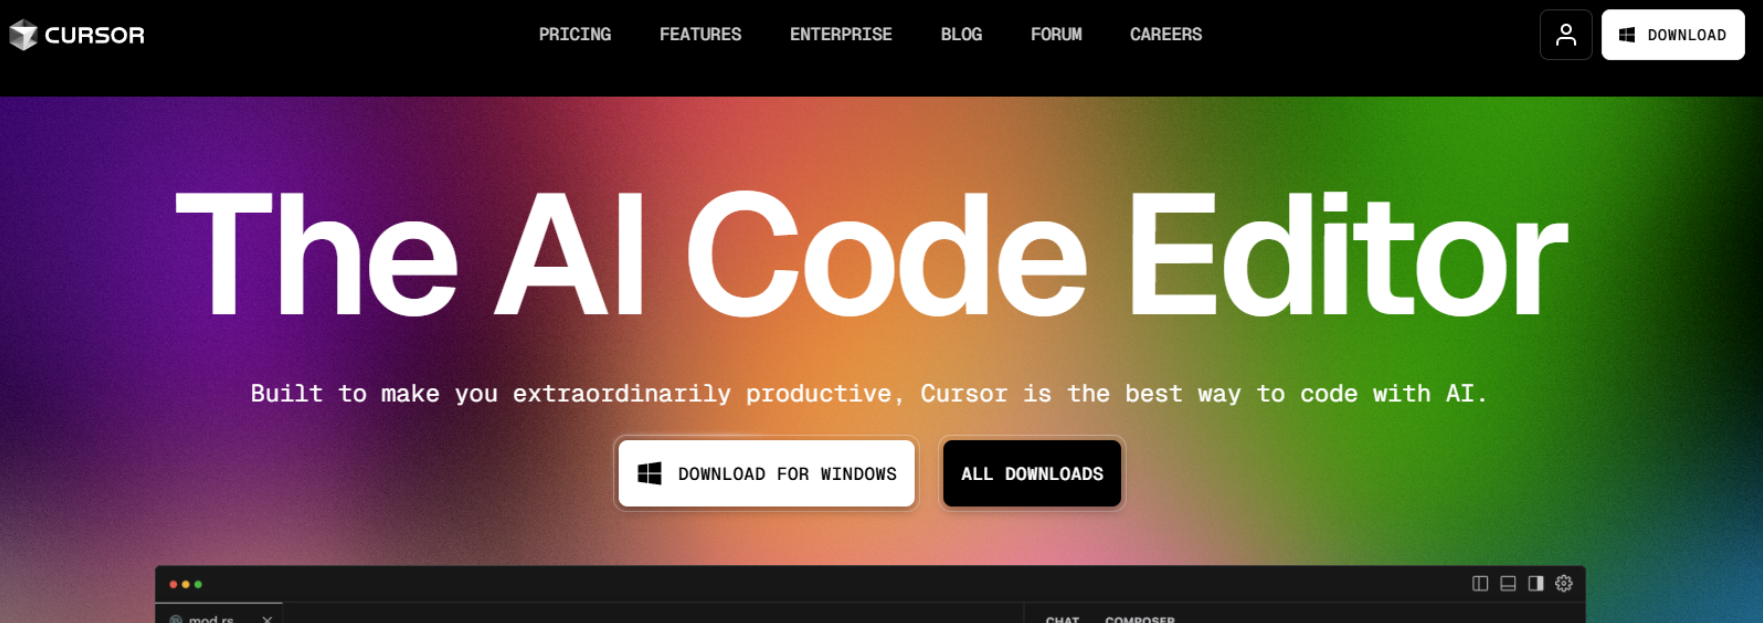 CURSOR
PRICING FEATURES ENTERPRISE BLOG FORUM CAREERS
DOWNLOAD
The AI Code Editor
Built to make you extraordinarily productive, Cursor is the best way to code with AI.
DOWNLOAD FOR WINDOWS
ALL DOWNLOADS
mod.rs
CHAT COMPOSER